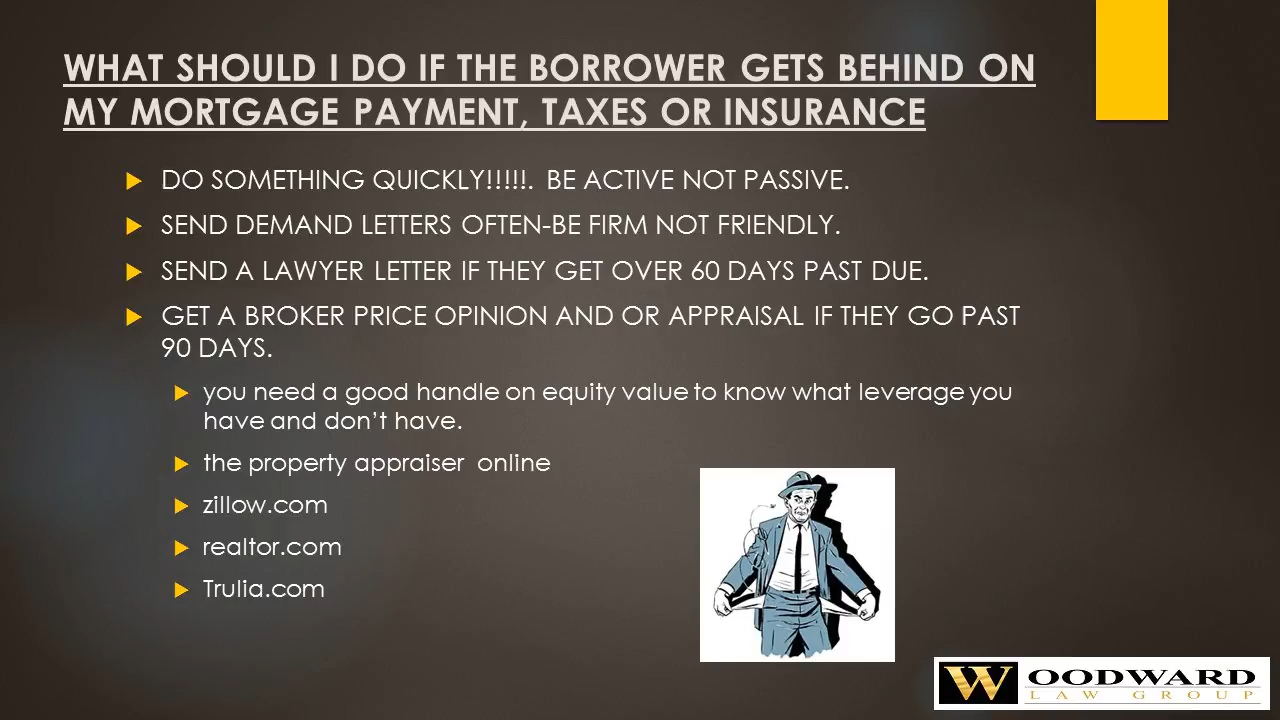 WHAT SHOULD I DO IF THE BORROWER GETS BEHIND ON
MY MORTGAGE PAYMENT, TAXES OR INSURANCE
DO SOMETHING QUICKLY!!!!!. BE ACTIVE NOT PASSIVE.
SEND DEMAND LETTERS OFTEN-BE FIRM NOT FRIENDLY.
SEND A LAWYER LETTER IF THEY GET OVER 60 DAYS PAST DUE.
GET A BROKER PRICE OPINION AND OR APPRAISAL IF THEY GO PAST
90 DAYS.
you need a good handle on equity value to know what leverage you
have and don't have.
the property appraiser online
zillow.com
realtor.com
Trulia.com
WOODWARD
LAW GROUP